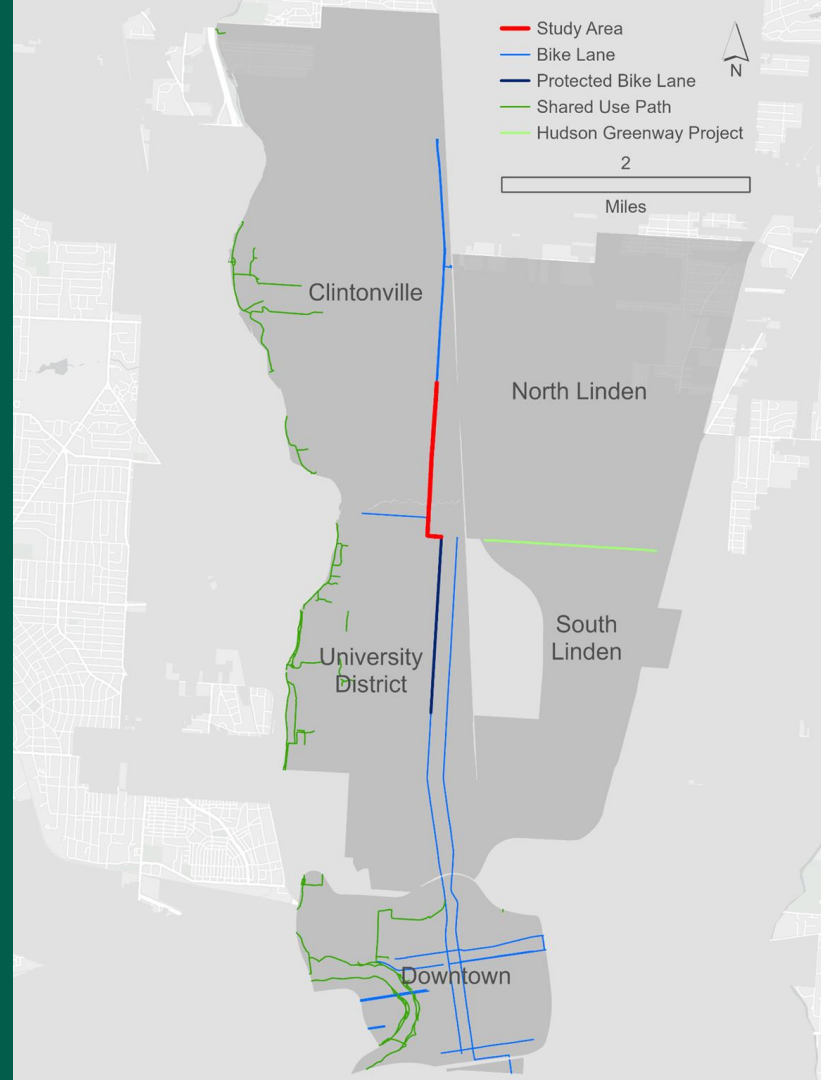 Study Area
Bike Lane
Protected Bike Lane
Shared Use Path
Hudson Greenway Project
N
2
Miles
Clintonville
North Linden
South
Linden
University
District
Downtown